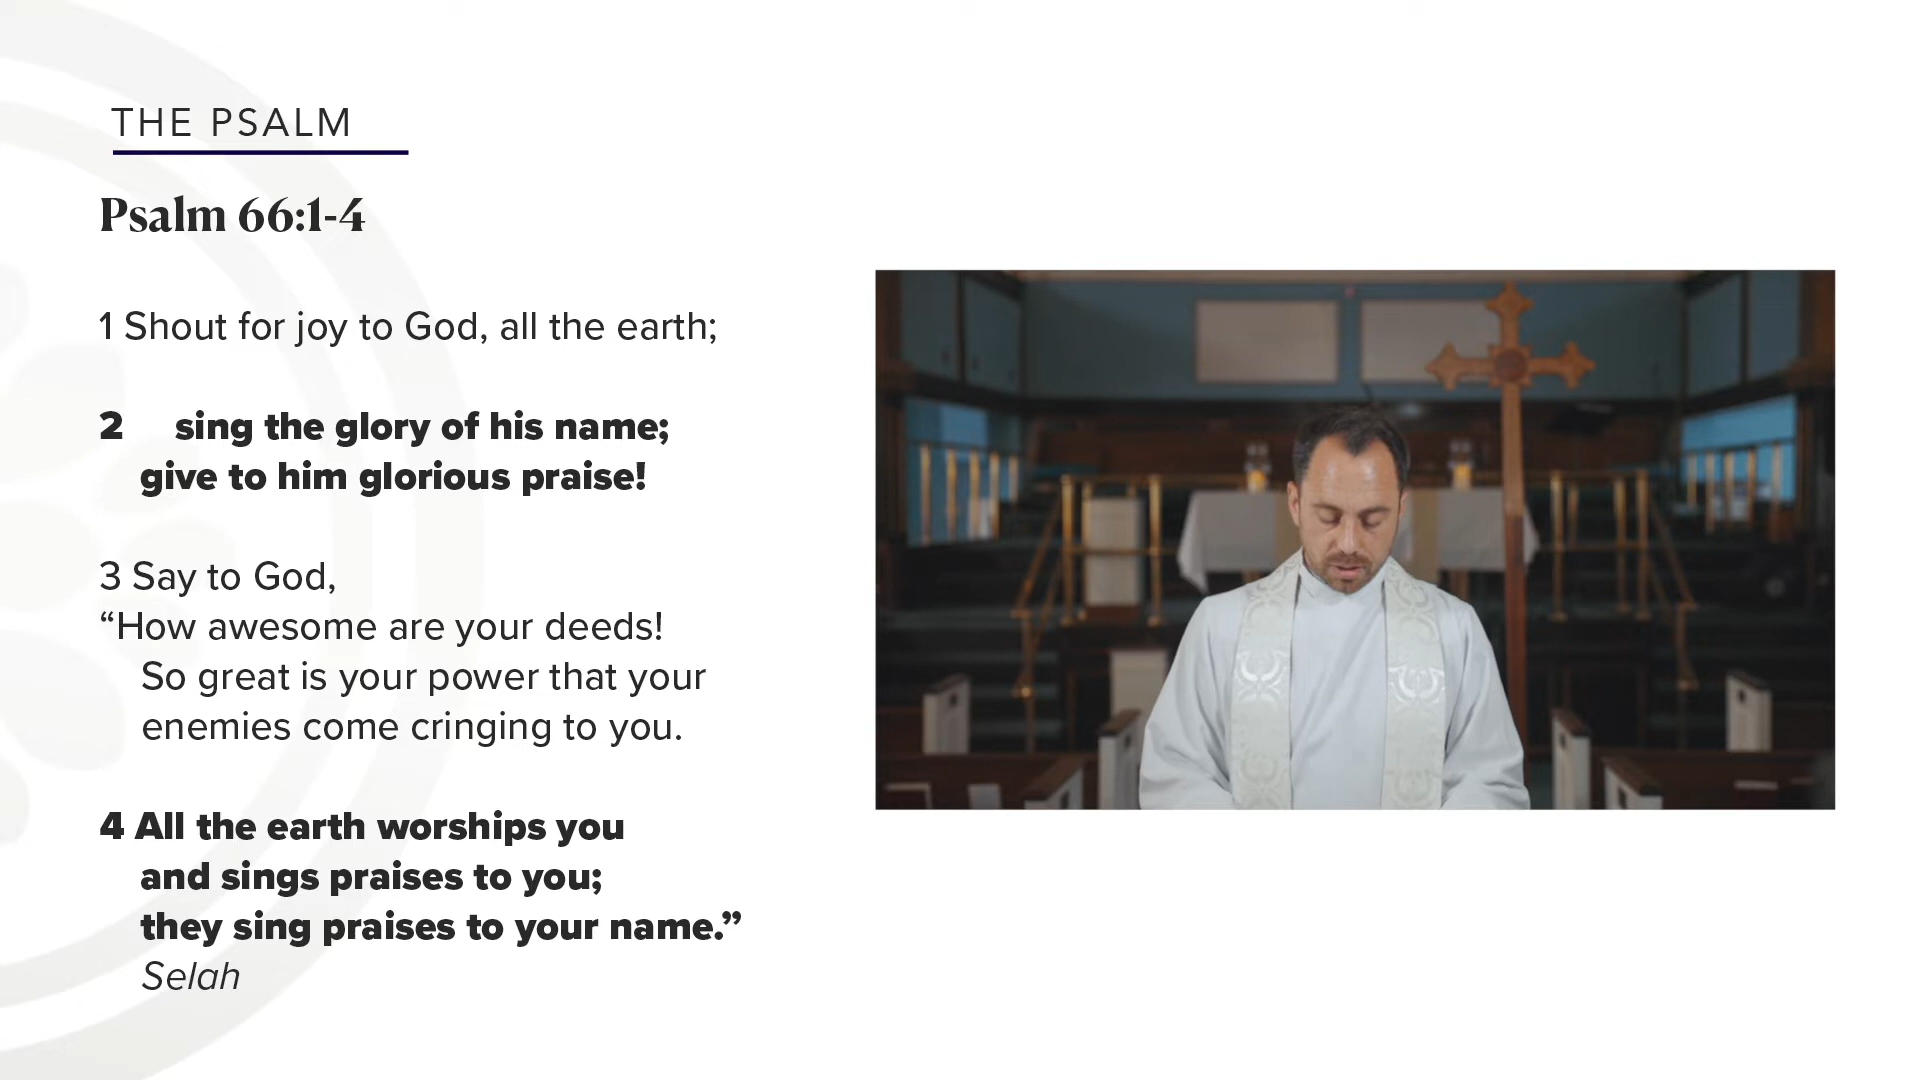 THE PSALM
Psalm 66:1-4
1 Shout for joy to God, all the earth;
2 sing the glory of his name;
give to him glorious praise!
3 Say to God,
“How awesome are your deeds!
So great is your power that your
enemies come cringing to you.
4 All the earth worships you
and sings praises to you;
they sing praises to your name.”
Selah